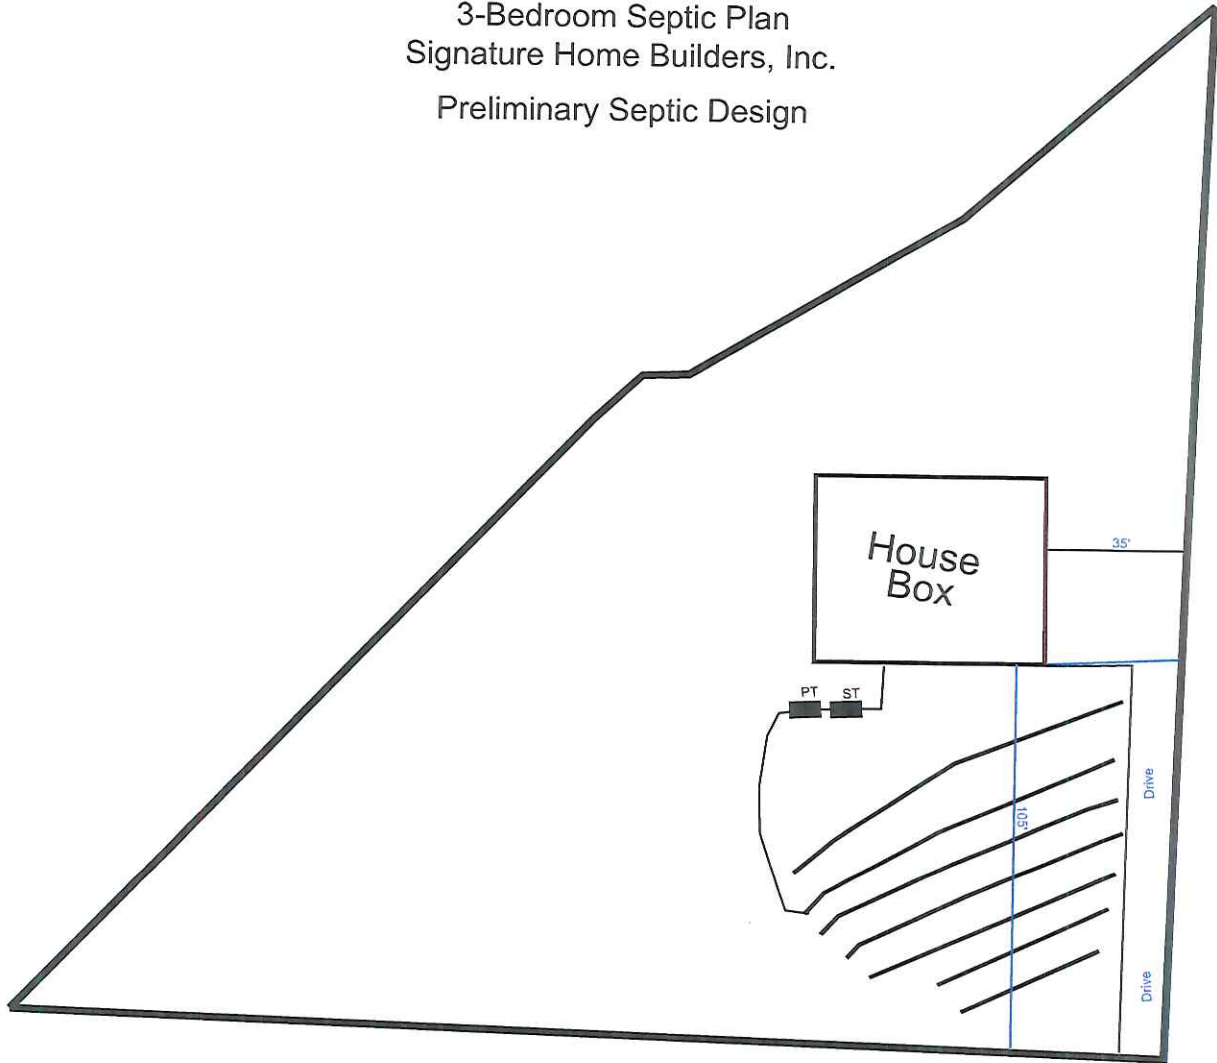 3-Bedroom Septic Plan
Signature Home Builders, Inc.
Preliminary Septic Design
House
Box
35'
PT
ST
Drive
105'
Drive